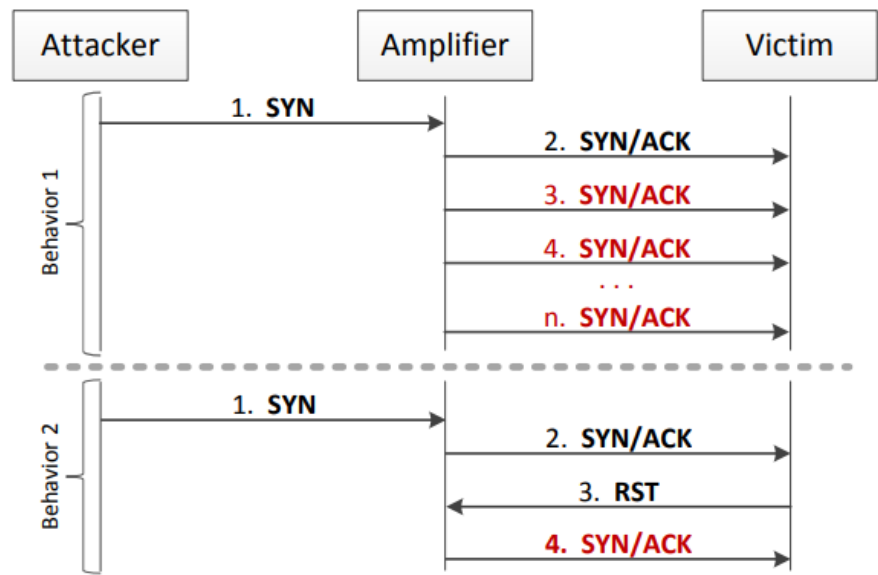 Attacker
Amplifier
Victim
Behavior 1
1. SYN
2. SYN/ACK
3. SYN/ACK
4. SYN/ACK
. . .
n. SYN/ACK
Behavior 2
1. SYN
2. SYN/ACK
3. RST
4. SYN/ACK